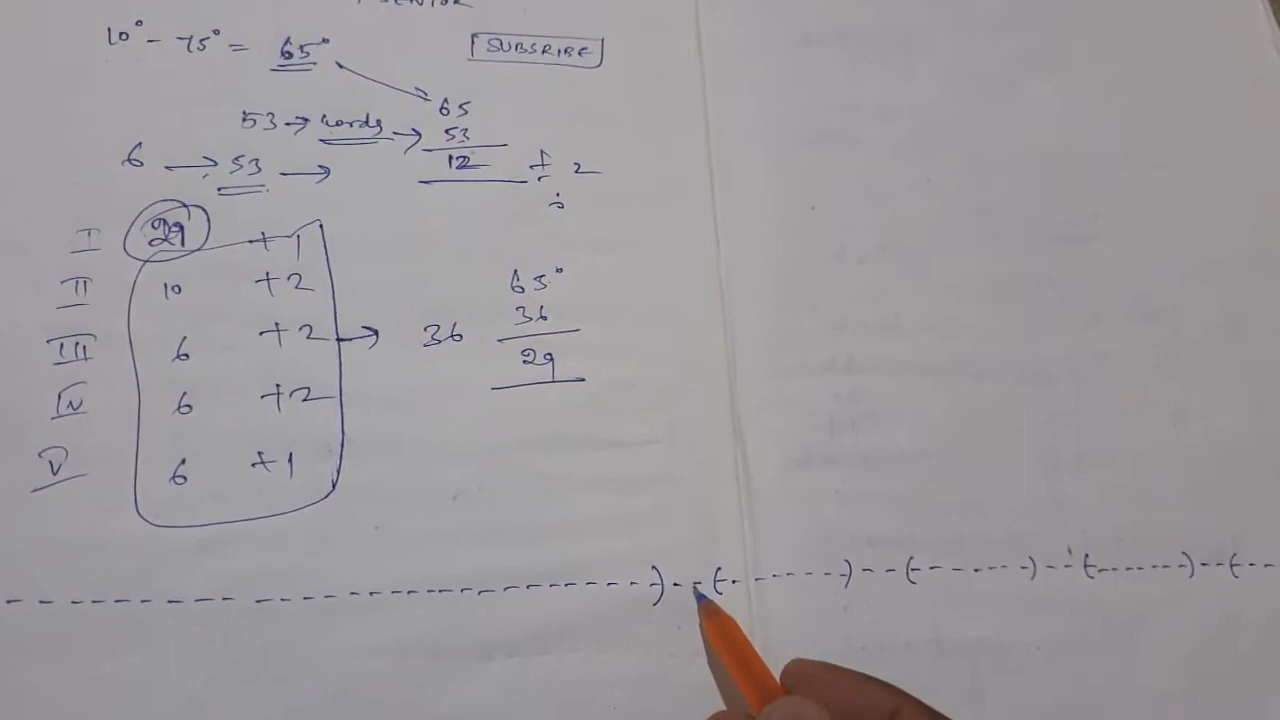 10° - 75° = 65°
SUBSRIBE
65
53 → words → 53
6 → 53 → 12 ÷ 2
÷
I 29 + 1
II 10 + 2
III 6 + 2 → 36
IV 6 + 2
V 6 + 1
65°
36
29
- - - - - - - - - - - - - - - - - - - - ) - - ( - - - - - - - ) - - ( - - - - - - - ) - - ( - - - - - - - ) - - ( - - -